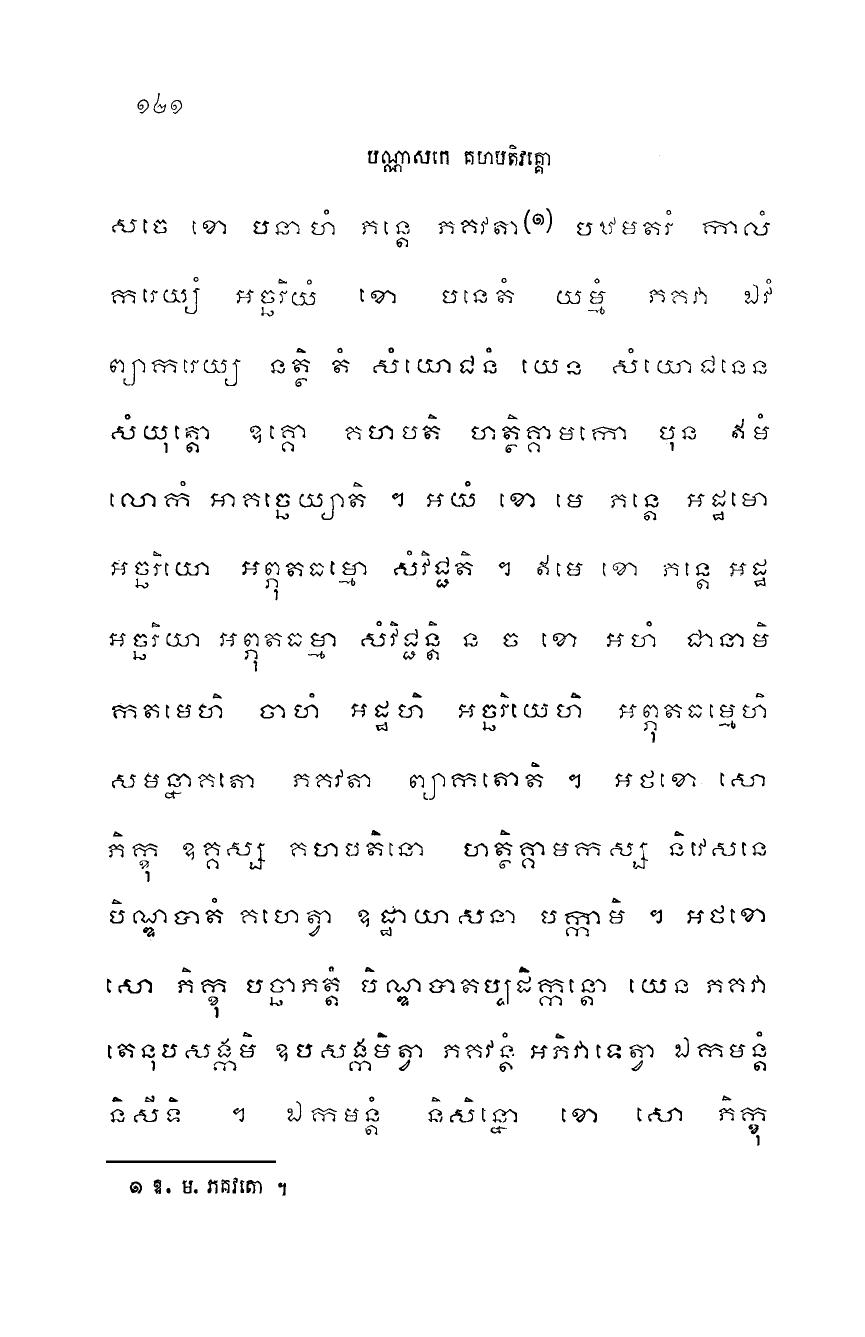 ១៤១
បណ្ណាសកេ គហបតិវគ្គោ
សចេ ខោ បនាហំ ភន្តេ ភគវតា(១) បឋមតរំ កាលំ
ករេយ្យំ អច្ឆរិយំ ខោ បនេតំ យម្មំ ភគវា ឯវំ
ព្យាករេយ្យ នត្ថិ តំ សំយោជនំ យេន សំយោជនេន
សំយុត្តោ ឧគ្គោ គហបតិ ហត្ថិគ្គាមកោ បុន ឥមំ
លោកំ អាគច្ឆេយ្យាតិ ។ អយំ ខោ មេ ភន្តេ អដ្ឋមោ
អច្ឆរិយោ អព្ភុតធម្មោ សំវិជ្ជតិ ។ ឥមេ ខោ ភន្តេ អដ្ឋ
អច្ឆរិយា អព្ភុតធម្មា សំវិជ្ជន្តិ ន ច ខោ អហំ ជានាមិ
កតមេហិ ចាហំ អដ្ឋហិ អច្ឆរិយេហិ អព្ភុតធម្មេហិ
សមន្នាគតោ ភគវតា ព្យាកតោតិ ។ អថខោ សោ
ភិក្ខុ ឧគ្គស្ស គហបតិនោ ហត្ថិគ្គាមកស្ស និវេសនេ
បិណ្ឌបាតំ គហេត្វា ឧដ្ឋាយាសនា បក្កាមិ ។ អថខោ
សោ ភិក្ខុ បច្ឆាភត្តំ បិណ្ឌបាតប្បដិក្កន្តោ យេន ភគវា
តេនុបសង្កមិ ឧបសង្កមិត្វា ភគវន្តំ អភិវាទេត្វា ឯកមន្តំ
និសីទិ ។ ឯកមន្តំ និសិន្នោ ខោ សោ ភិក្ខុ
១ ឱ. ម. ភគវតោ ។